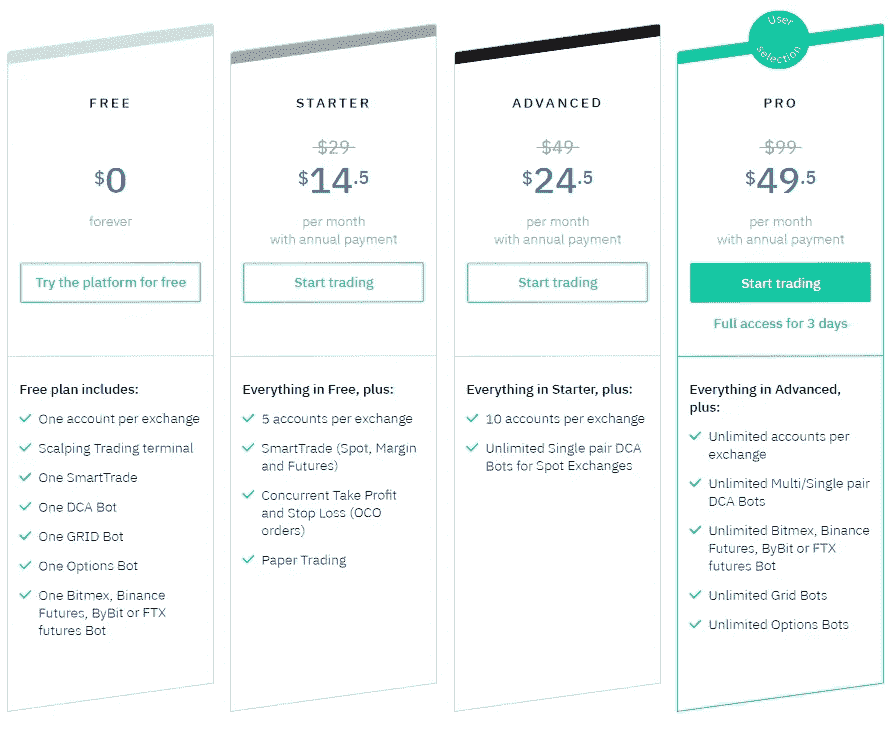 FREE
$0
forever
Try the platform for free
Free plan includes:
One account per exchange
Scalping Trading terminal
One SmartTrade
One DCA Bot
One GRID Bot
One Options Bot
One Bitmex, Binance
Futures, ByBit or FTX
futures Bot
STARTER
$29
$14.5
per month
with annual payment
Start trading
Everything in Free, plus:
5 accounts per exchange
SmartTrade (Spot, Margin
and Futures)
Concurrent Take Profit
and Stop Loss (OCO
orders)
Paper Trading
ADVANCED
$49
$24.5
per month
with annual payment
Start trading
Everything in Starter, plus:
10 accounts per exchange
Unlimited Single pair DCA
Bots for Spot Exchanges
User
selection
PRO
$99
$49.5
per month
with annual payment
Start trading
Full access for 3 days
Everything in Advanced,
plus:
Unlimited accounts per
exchange
Unlimited Multi/Single pair
DCA Bots
Unlimited Bitmex, Binance
Futures, ByBit or FTX
futures Bot
Unlimited Grid Bots
Unlimited Options Bots